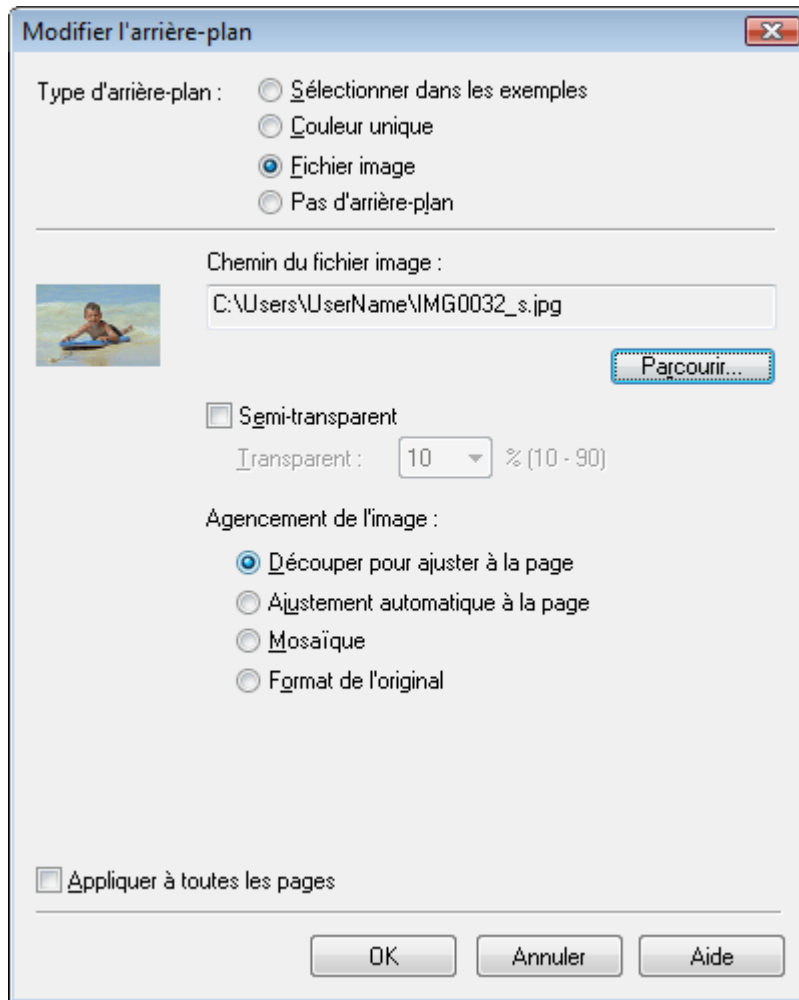 Modifier l'arrière-plan
Type d'arrière-plan :
Sélectionner dans les exemples
Couleur unique
Fichier image
Pas d'arrière-plan
Chemin du fichier image :
C:\Users\UserName\IMG0032_s.jpg
Parcourir...
Semi-transparent
Transparent : 10 % (10 - 90)
Agencement de l'image :
Découper pour ajuster à la page
Ajustement automatique à la page
Mosaïque
Format de l'original
Appliquer à toutes les pages
OK Annuler Aide